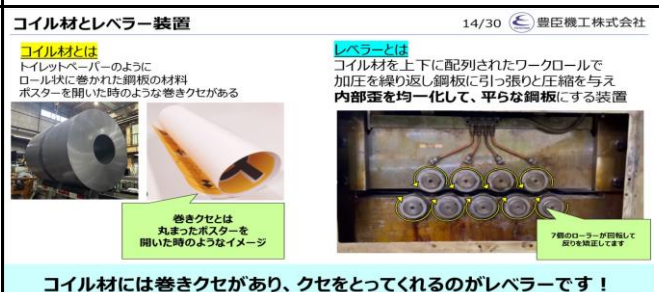 コイル材とレベラー装置
14/30 豊臣機工株式会社
コイル材とは
トイレットペーパーのように
ロール状に巻かれた鋼板の材料
ポスターを開いた時のような巻きクセがある
巻きクセとは
丸まったポスターを
開いた時のようなイメージ
レベラーとは
コイル材を上下に配列されたワークロールで
加圧を繰り返し鋼板に引っ張りと圧縮を与え
内部歪を均一化して、平らな鋼板にする装置
7個のローラーが回転して
反りを矯正してます
コイル材には巻きクセがあり、クセをとってくれるのがレベラーです！